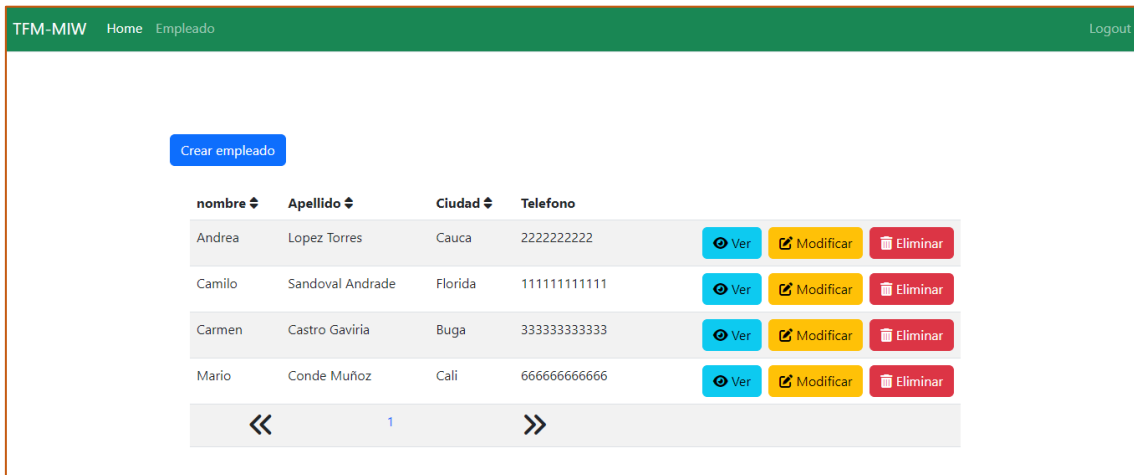 TFM-MIW Home Empleado Logout
Crear empleado
nombre Apellido Ciudad Telefono
Andrea Lopez Torres Cauca 2222222222 Ver Modificar Eliminar
Camilo Sandoval Andrade Florida 111111111111 Ver Modificar Eliminar
Carmen Castro Gaviria Buga 333333333333 Ver Modificar Eliminar
Mario Conde Muñoz Cali 666666666666 Ver Modificar Eliminar
« 1 »